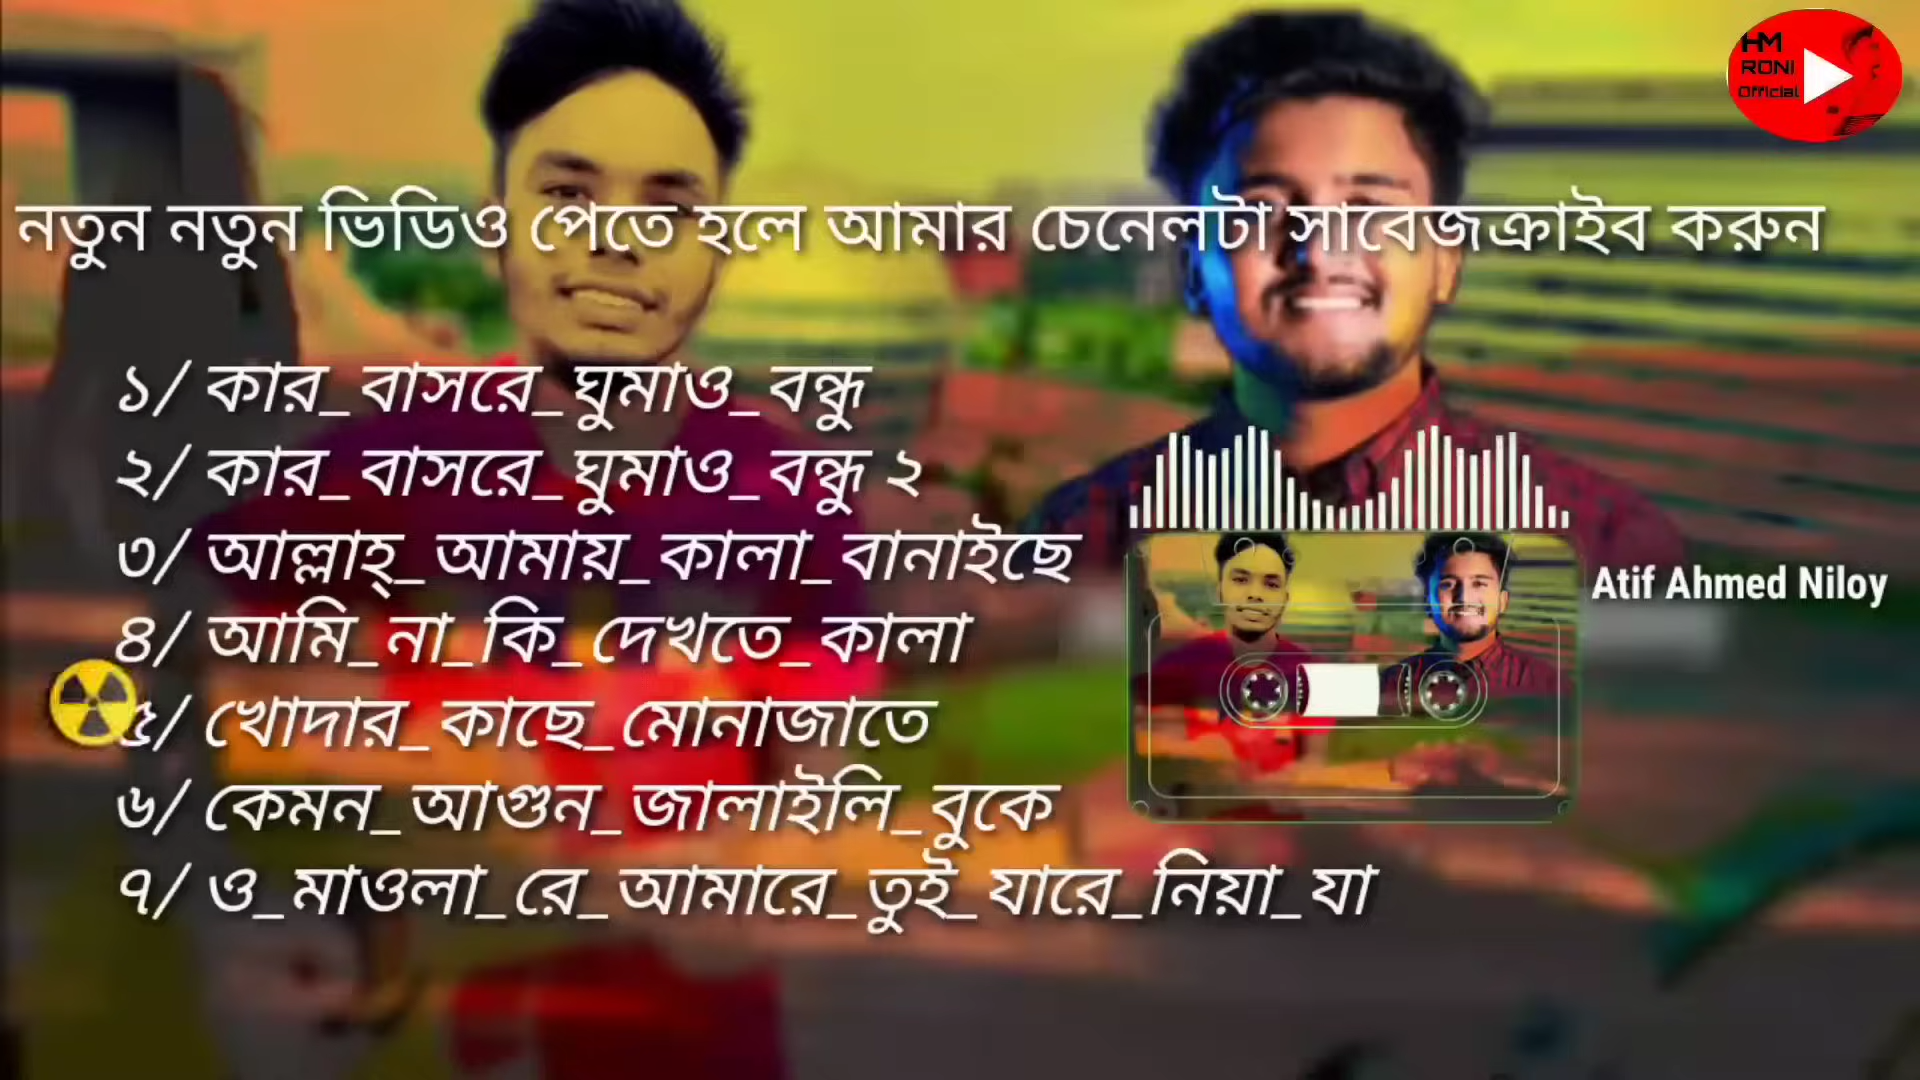 HM
RONI
Official
নতুন নতুন ভিডিও পেতে হলে আমার চেনেলটা সাবেজক্রাইব করুন
১/ কার_বাসরে_ঘুমাও_বন্ধু
২/ কার_বাসরে_ঘুমাও_বন্ধু ২
৩/ আল্লাহ্_আমায়_কালা_বানাইছে
৪/ আমি_না_কি_দেখতে_কালা
৫/ খোদার_কাছে_মোনাজাতে
৬/ কেমন_আগুন_জালাইলি_বুকে
৭/ ও_মাওলা_রে_আমারে_তুই_যারে_নিয়া_যা
Atif Ahmed Niloy